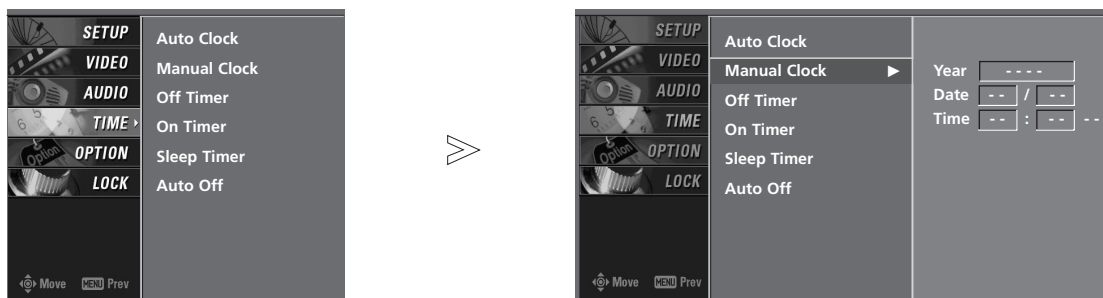 SETUP
VIDEO
AUDIO
TIME
OPTION
LOCK
Move MENU Prev
Auto Clock
Manual Clock
Off Timer
On Timer
Sleep Timer
Auto Off
SETUP
VIDEO
AUDIO
TIME
OPTION
LOCK
Move MENU Prev
Auto Clock
Manual Clock ▶
Off Timer
On Timer
Sleep Timer
Auto Off
Year - - - -
Date - - / - -
Time - - : - - - -